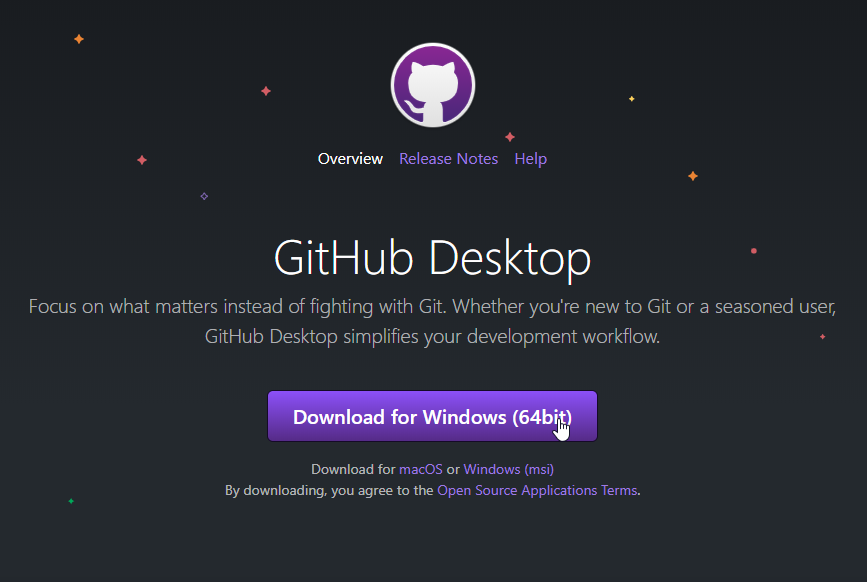 Overview Release Notes Help
GitHub Desktop
Focus on what matters instead of fighting with Git. Whether you're new to Git or a seasoned user,
GitHub Desktop simplifies your development workflow.
Download for Windows (64bit)
Download for macOS or Windows (msi)
By downloading, you agree to the Open Source Applications Terms.